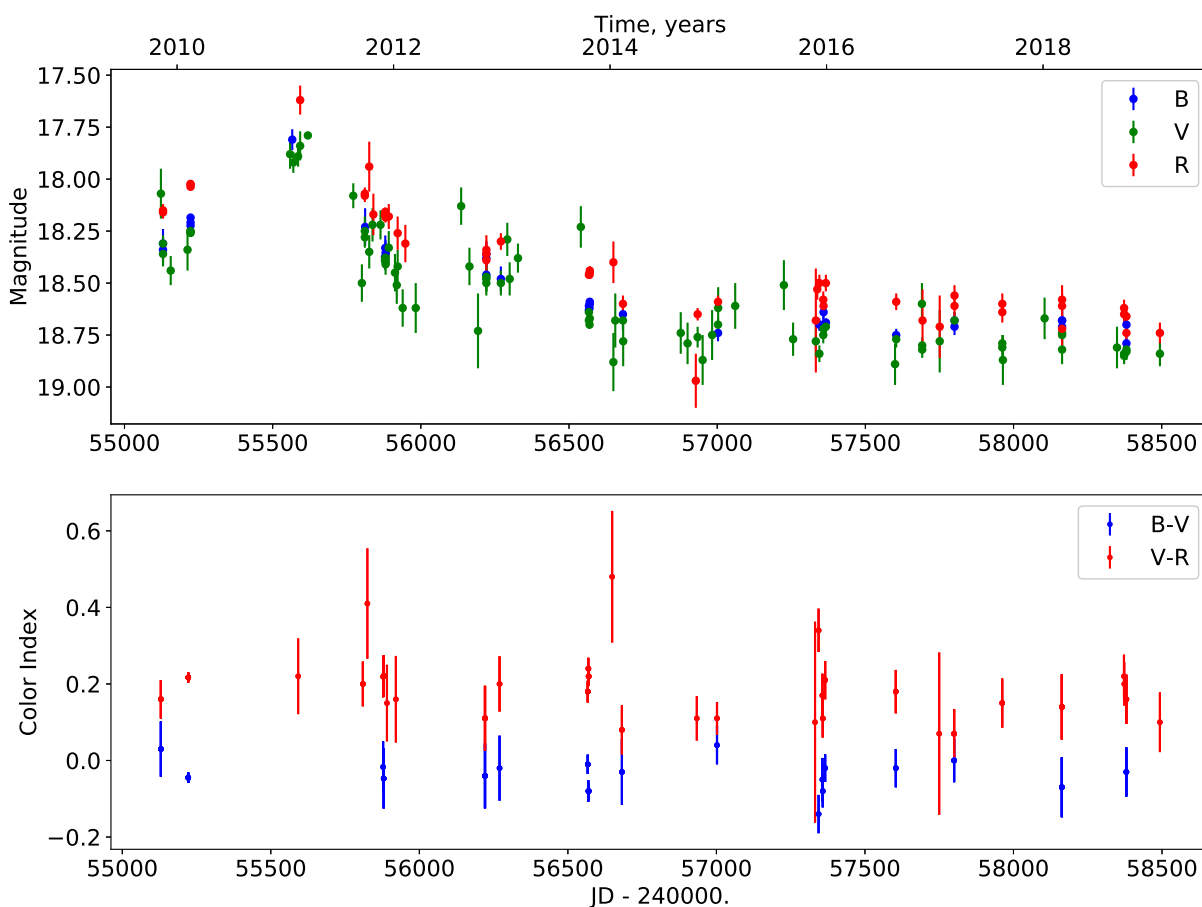 Time, years
2010 2012 2014 2016 2018
17.50
17.75
18.00
18.25
18.50
18.75
19.00
Magnitude
B
V
R
55000 55500 56000 56500 57000 57500 58000 58500
0.6
0.4
0.2
0.0
−0.2
Color Index
B-V
V-R
55000 55500 56000 56500 57000 57500 58000 58500
JD - 240000.